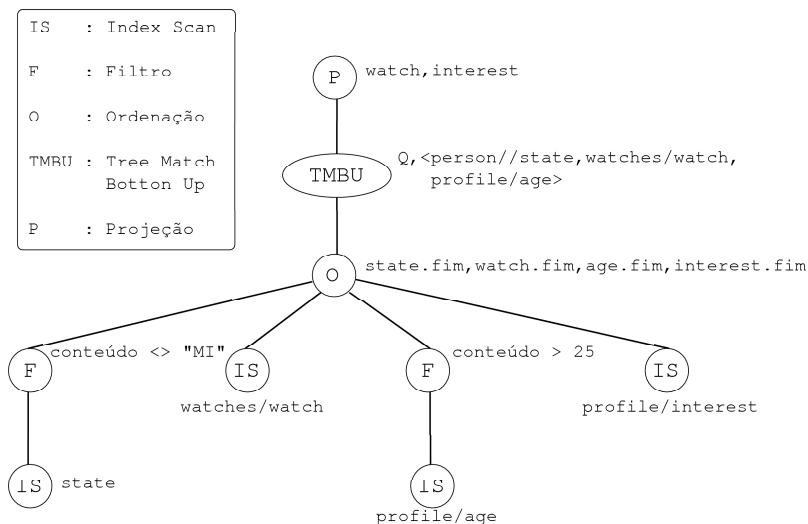 IS : Index Scan
F : Filtro
O : Ordenação
TMBU : Tree Match
Botton Up
P : Projeção
P
watch,interest
TMBU
Q,<person//state,watches/watch,
profile/age>
O
state.fim,watch.fim,age.fim,interest.fim
F
conteúdo <> "MI"
IS
watches/watch
F
conteúdo > 25
IS
profile/interest
IS
state
IS
profile/age